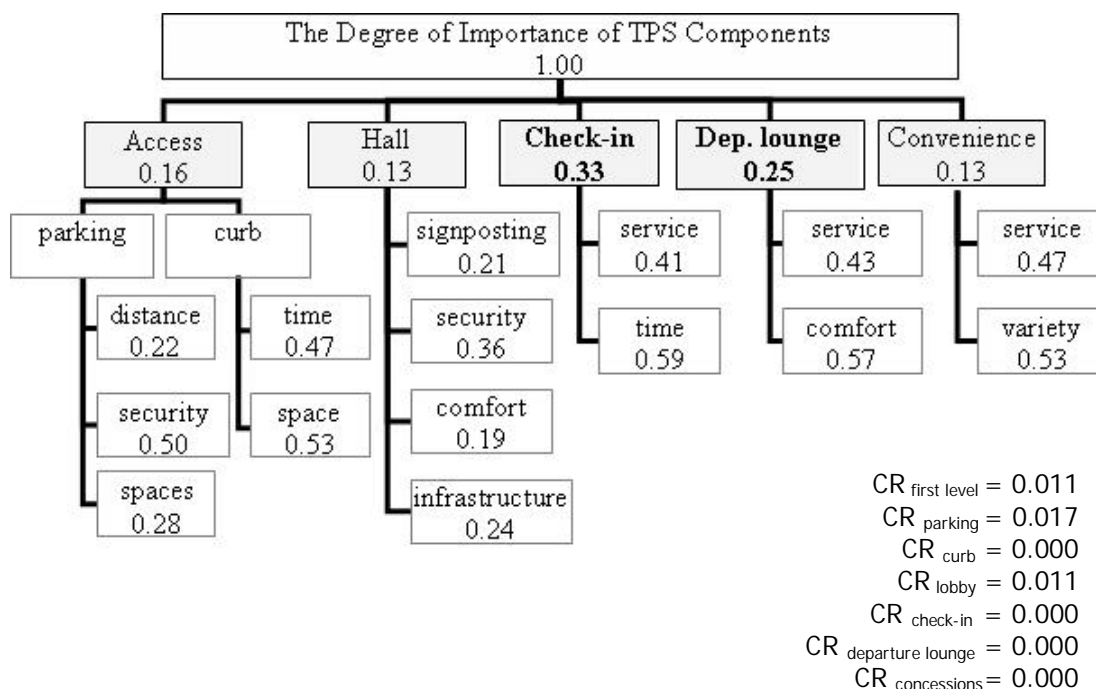 The Degree of Importance of TPS Components
1.00
Access
0.16
Hall
0.13
Check-in
0.33
Dep. lounge
0.25
Convenience
0.13
parking
curb
distance
0.22
security
0.50
spaces
0.28
time
0.47
space
0.53
signposting
0.21
security
0.36
comfort
0.19
infrastructure
0.24
service
0.41
time
0.59
service
0.43
comfort
0.57
service
0.47
variety
0.53
CR first level = 0.011
CR parking = 0.017
CR curb = 0.000
CR lobby = 0.011
CR check-in = 0.000
CR departure lounge = 0.000
CR concessions = 0.000